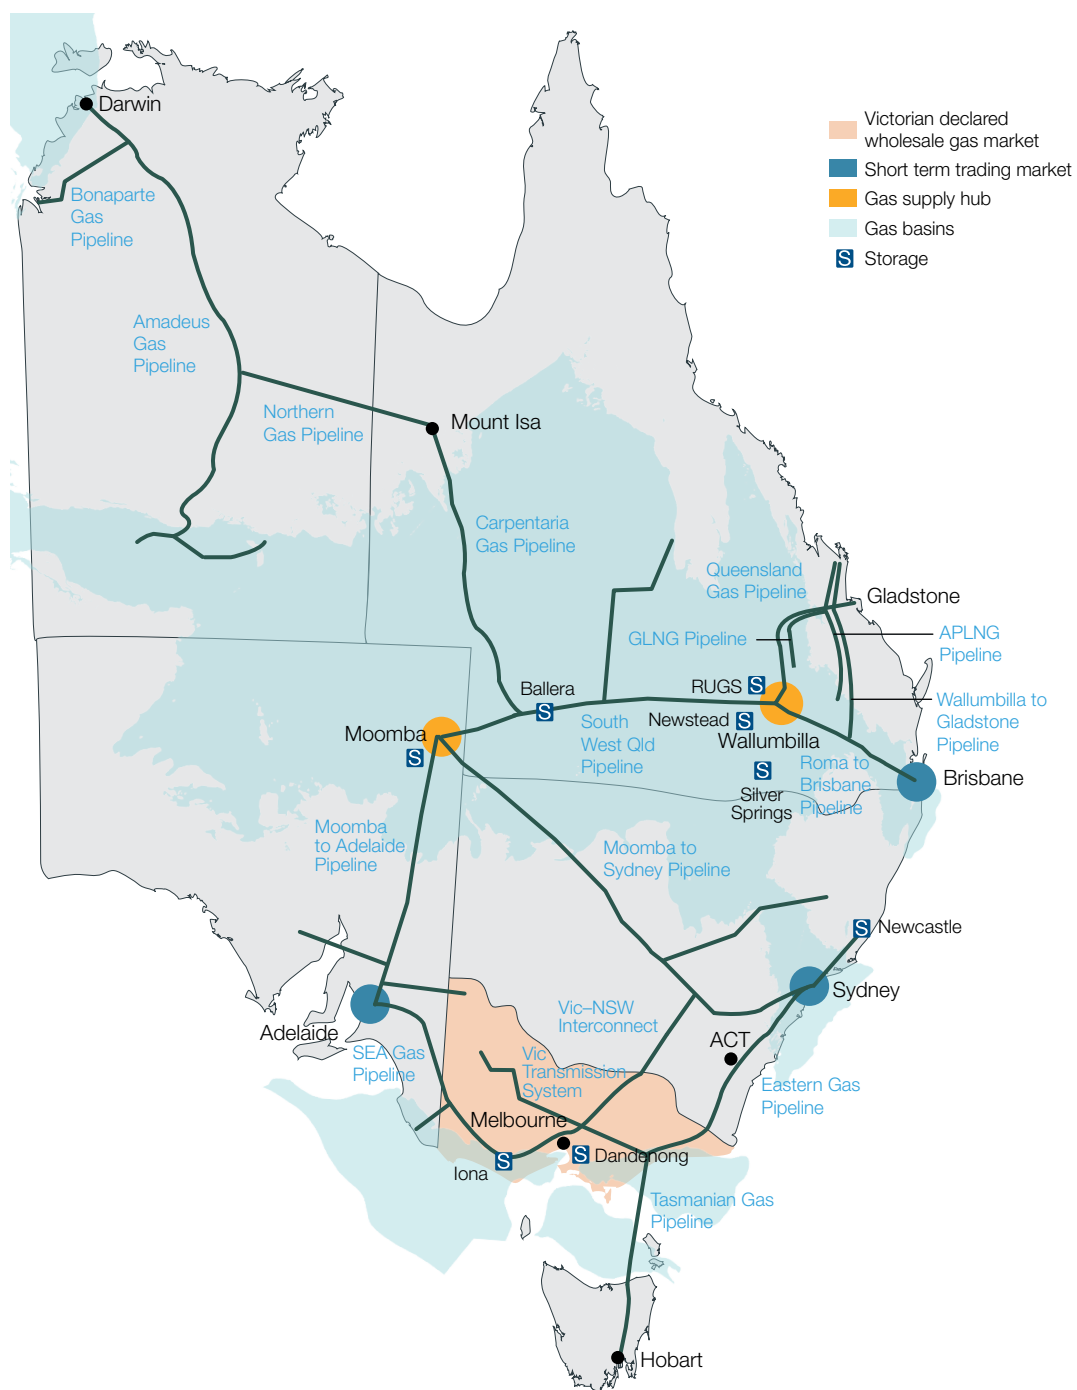 Darwin
Victorian declared
wholesale gas market
Short term trading market
Gas supply hub
Gas basins
S Storage
Bonaparte
Gas
Pipeline
Amadeus
Gas
Pipeline
Northern
Gas Pipeline
Mount Isa
Carpentaria
Gas Pipeline
Queensland
Gas Pipeline
Gladstone
GLNG Pipeline
APLNG
Pipeline
Ballera
S
RUGS S
Newstead S
Wallumbilla
Wallumbilla to
Gladstone
Pipeline
Moomba
S
South
West Qld
Pipeline
S
Silver
Springs
Roma to
Brisbane
Pipeline
Brisbane
Moomba
to Adelaide
Pipeline
Moomba to
Sydney Pipeline
S Newcastle
Sydney
Adelaide
Vic–NSW
Interconnect
ACT
SEA Gas
Pipeline
Vic
Transmission
System
Eastern Gas
Pipeline
Melbourne
S Dandenong
Iona S
Tasmanian Gas
Pipeline
Hobart